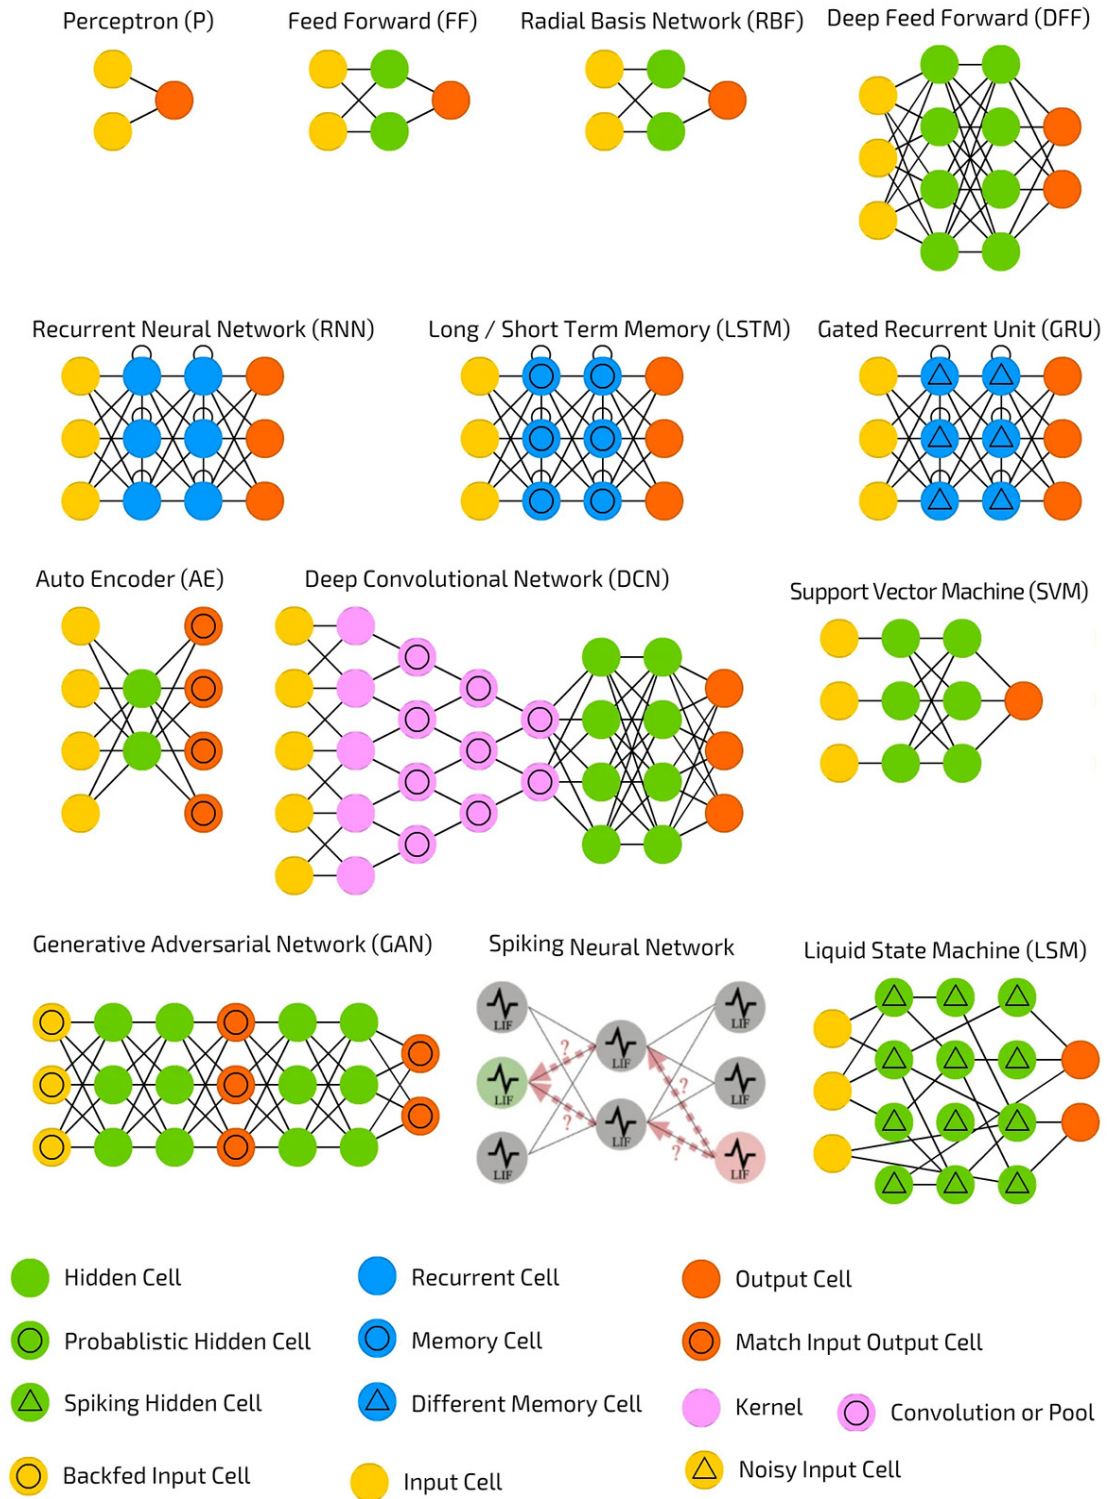 Perceptron (P)
Feed Forward (FF)
Radial Basis Network (RBF)
Deep Feed Forward (DFF)
Recurrent Neural Network (RNN)
Long / Short Term Memory (LSTM)
Gated Recurrent Unit (GRU)
Auto Encoder (AE)
Deep Convolutional Network (DCN)
Support Vector Machine (SVM)
Generative Adversarial Network (GAN)
Spiking Neural Network
Liquid State Machine (LSM)
LIF
LIF
LIF
?
LIF
LIF
?
LIF
?
LIF
LIF
?
LIF
Hidden Cell
Recurrent Cell
Output Cell
Probablistic Hidden Cell
Memory Cell
Match Input Output Cell
Spiking Hidden Cell
Different Memory Cell
Kernel
Convolution or Pool
Backfed Input Cell
Input Cell
Noisy Input Cell